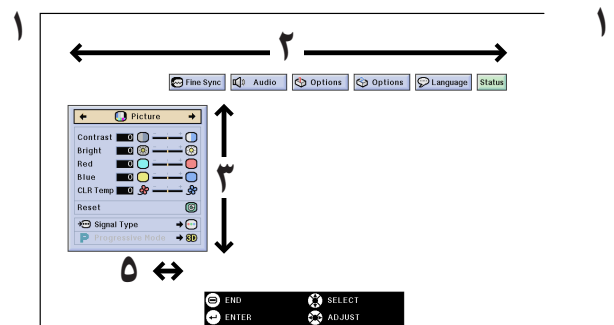 ١ ١
٢
Fine Sync Audio Options Options Language Status
Picture
Contrast 0
Bright 0
Red 0
Blue 0
CLR Temp 0
٣
Reset
Signal Type
P Progressive Mode 3D
٥
END SELECT
ENTER ADJUST